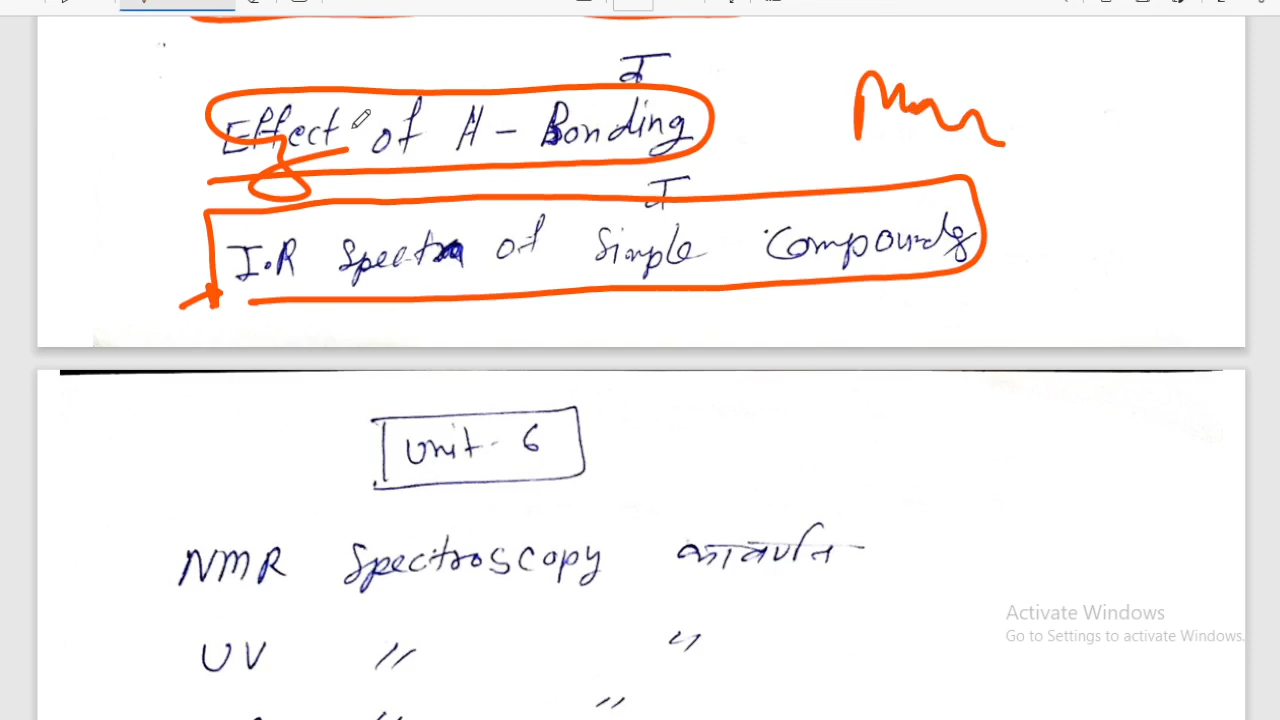 Effect of H - Bonding
I.R Spectra of Simple Compounds
Unit - 6
NMR Spectroscopy का वर्णन
UV " "
Activate Windows
Go to Settings to activate Windows.